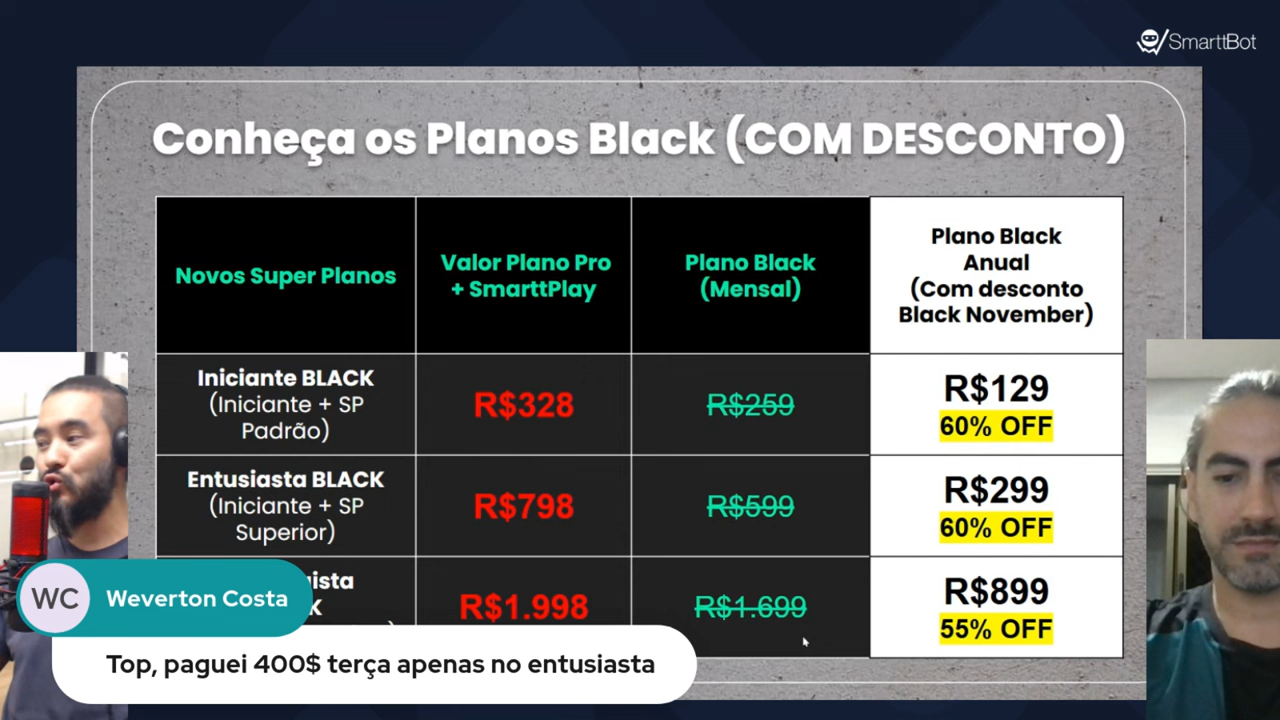 SmarttBot
Conheça os Planos Black (COM DESCONTO)
Novos Super Planos
Valor Plano Pro
+ SmarttPlay
Plano Black
(Mensal)
Plano Black
Anual
(Com desconto
Black November)
Iniciante BLACK
(Iniciante + SP
Padrão)
R$328
R$259
R$129
60% OFF
Entusiasta BLACK
(Iniciante + SP
Superior)
R$798
R$599
R$299
60% OFF
R$1.998
R$1.699
R$899
55% OFF
WC
Weverton Costa
Top, paguei 400$ terça apenas no entusiasta